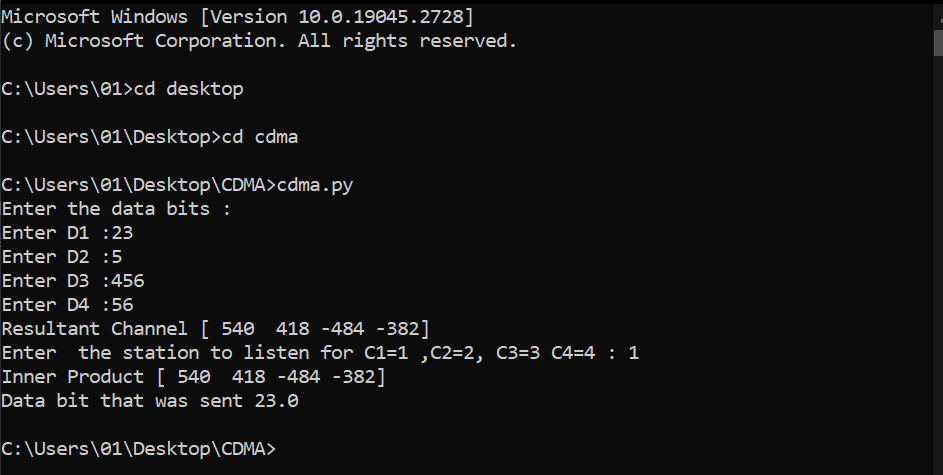 Microsoft Windows [Version 10.0.19045.2728]
(c) Microsoft Corporation. All rights reserved.
C:\Users\01>cd desktop
C:\Users\01\Desktop>cd cdma
C:\Users\01\Desktop\CDMA>cdma.py
Enter the data bits :
Enter D1 :23
Enter D2 :5
Enter D3 :456
Enter D4 :56
Resultant Channel [ 540  418 -484 -382]
Enter  the station to listen for C1=1 ,C2=2, C3=3 C4=4 : 1
Inner Product [ 540  418 -484 -382]
Data bit that was sent 23.0
C:\Users\01\Desktop\CDMA>